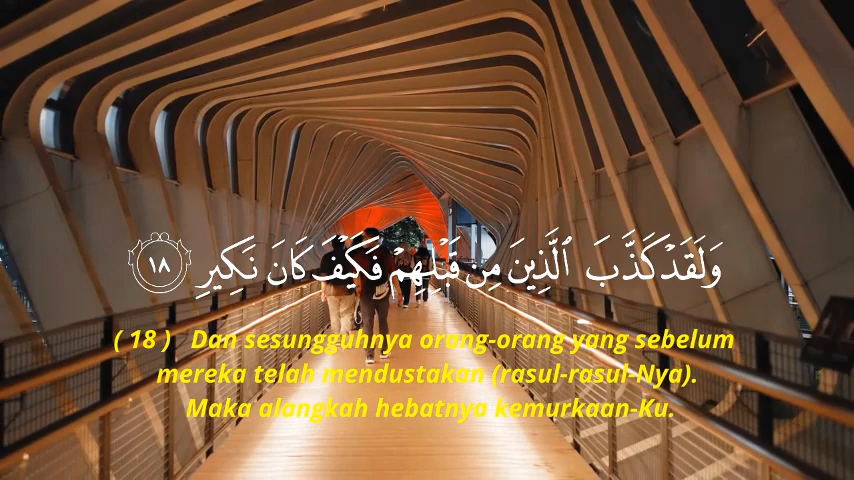 وَلَقَدْ كَذَّبَ ٱلَّذِينَ مِن قَبْلِهِمْ فَكَيْفَ كَانَ نَكِيرِ ١٨
( 18 ) Dan sesungguhnya orang-orang yang sebelum
mereka telah mendustakan (rasul-rasul-Nya).
Maka alangkah hebatnya kemurkaan-Ku.